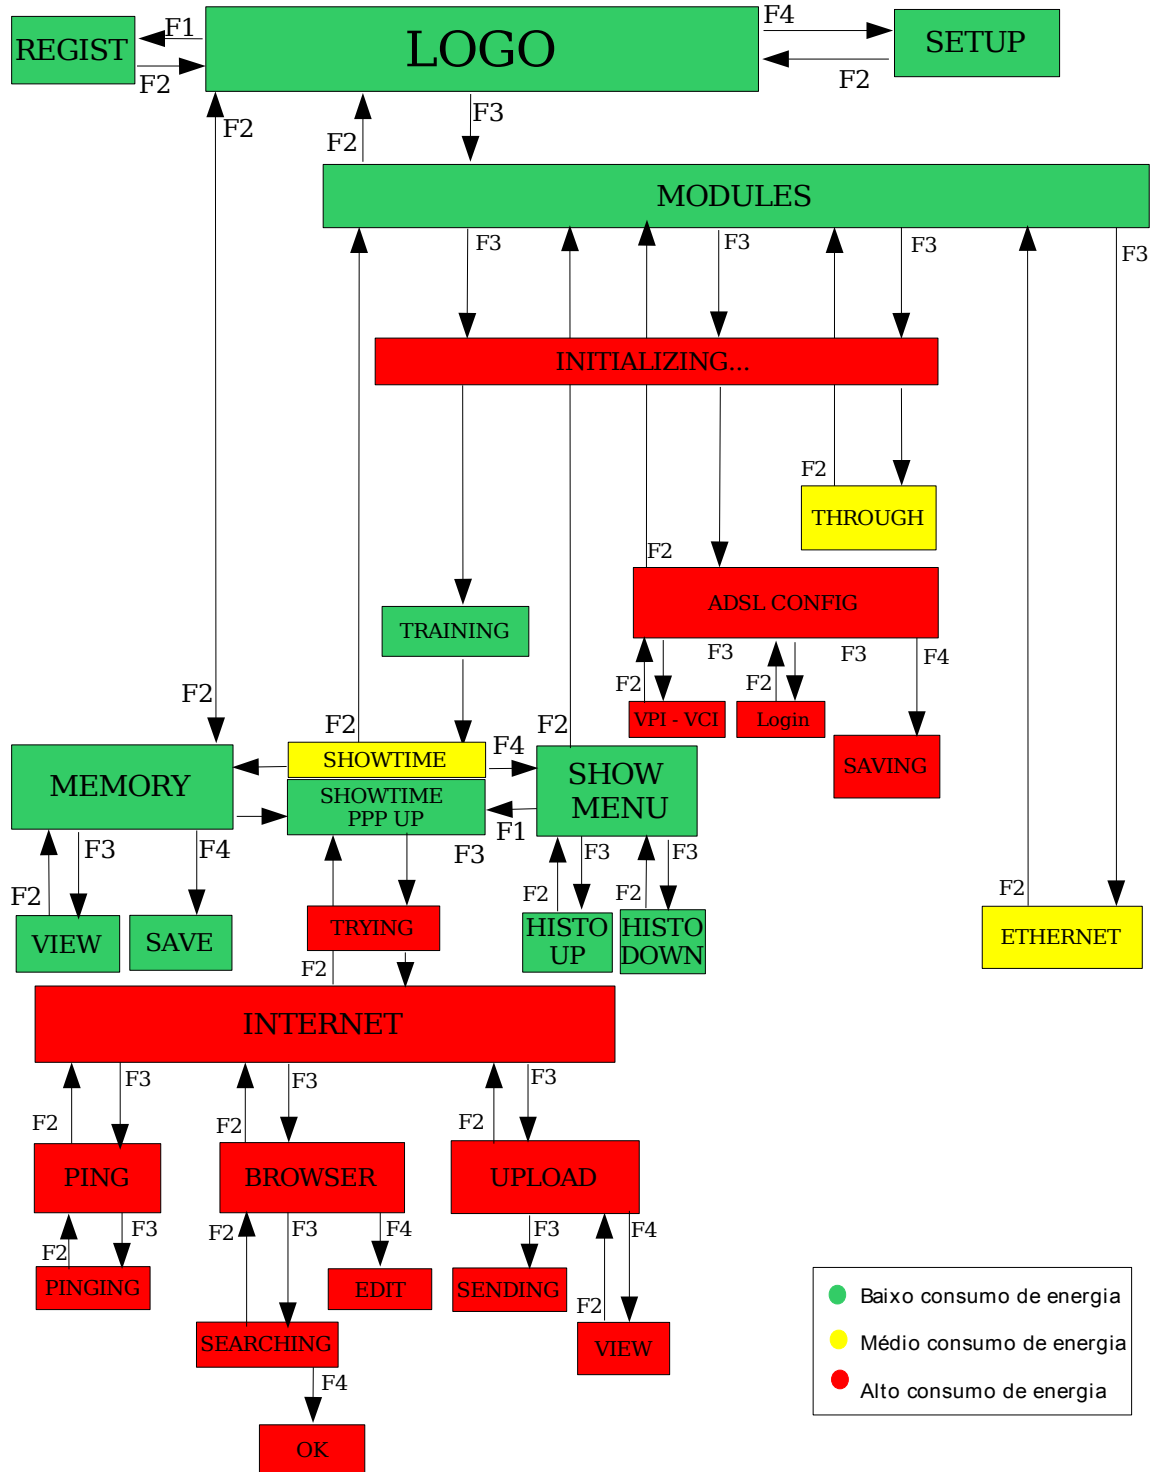 F1
LOGO
F4
REGIST
SETUP
F2
F2
F2
F2
F3
MODULES
F3
F3
F3
F3
INITIALIZING...
F2
THROUGH
F2
ADSL CONFIG
TRAINING
F3
F3
F4
F2
F2
VPI - VCI
Login
F2
F2
F2
F4
SHOWTIME
SAVING
MEMORY
SHOW
MENU
SHOWTIME
PPP UP
F1
F3
F4
F3
F3
F3
F2
F2
F2
F2
VIEW
SAVE
TRYING
HISTO
UP
HISTO
DOWN
ETHERNET
F2
INTERNET
F3
F3
F3
F2
F2
F2
PING
BROWSER
UPLOAD
F3
F2
F3
F4
F3
F4
F2
PINGING
EDIT
SENDING
F2
SEARCHING
VIEW
F4
OK
Baixo consumo de energia
Médio consumo de energia
Alto consumo de energia